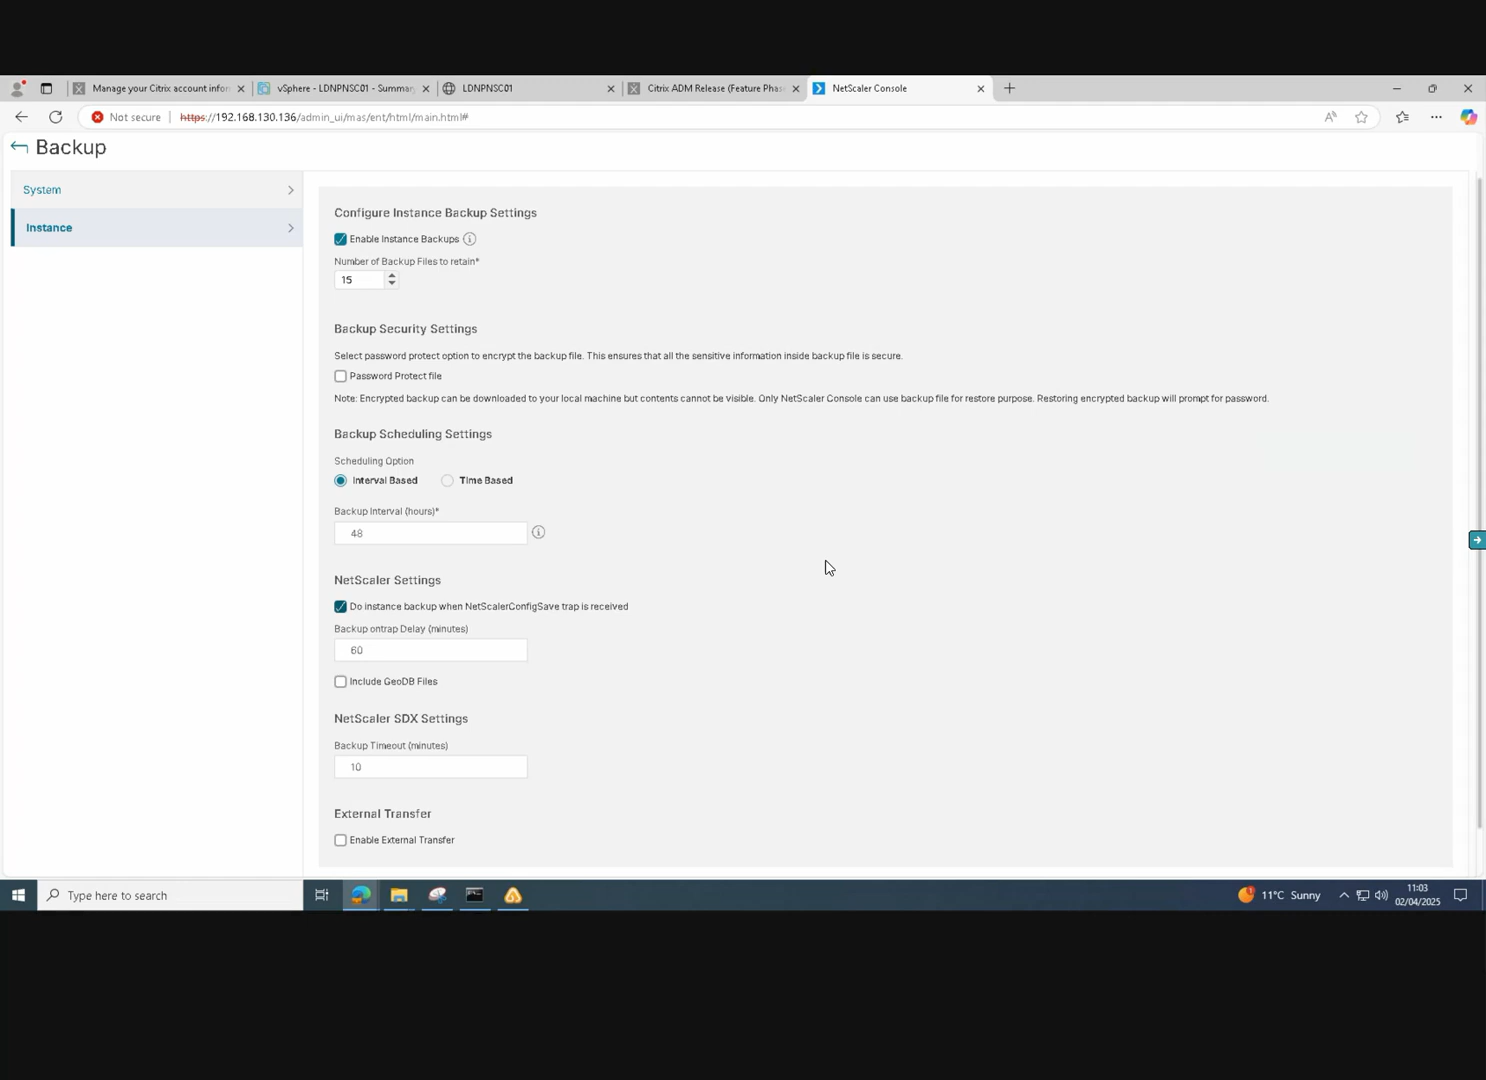 Manage your Citrix account infor
vSphere - LDNPNSC01 - Summar
LDNPNSC01
Citrix ADM Release (Feature Phas
NetScaler Console
Not secure
https://192.168.130.136/admin_ui/mas/ent/html/main.html#
Backup
System
Instance
Configure Instance Backup Settings
Enable Instance Backups
Number of Backup Files to retain*
15
Backup Security Settings
Select password protect option to encrypt the backup file. This ensures that all the sensitive information inside backup file is secure.
Password Protect file
Note: Encrypted backup can be downloaded to your local machine but contents cannot be visible. Only NetScaler Console can use backup file for restore purpose. Restoring encrypted backup will prompt for password.
Backup Scheduling Settings
Scheduling Option
Interval Based
Time Based
Backup Interval (hours)*
48
NetScaler Settings
Do instance backup when NetScalerConfigSave trap is received
Backup ontrap Delay (minutes)
60
Include GeoDB Files
NetScaler SDX Settings
Backup Timeout (minutes)
10
External Transfer
Enable External Transfer
Type here to search
11°C Sunny
11:03
02/04/2025